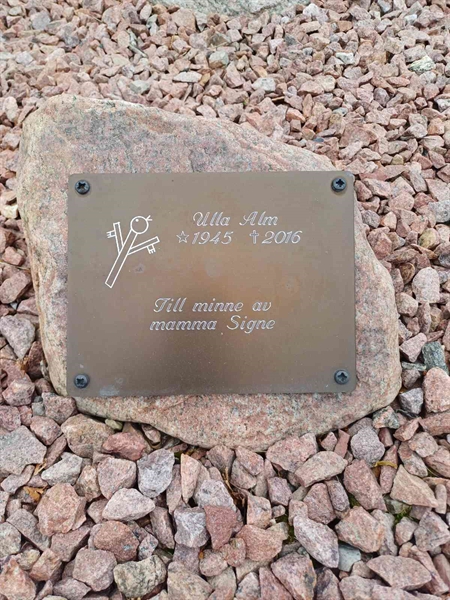 Ulla Alm
☆1945 ✝2016
Till minne av
mamma Signe